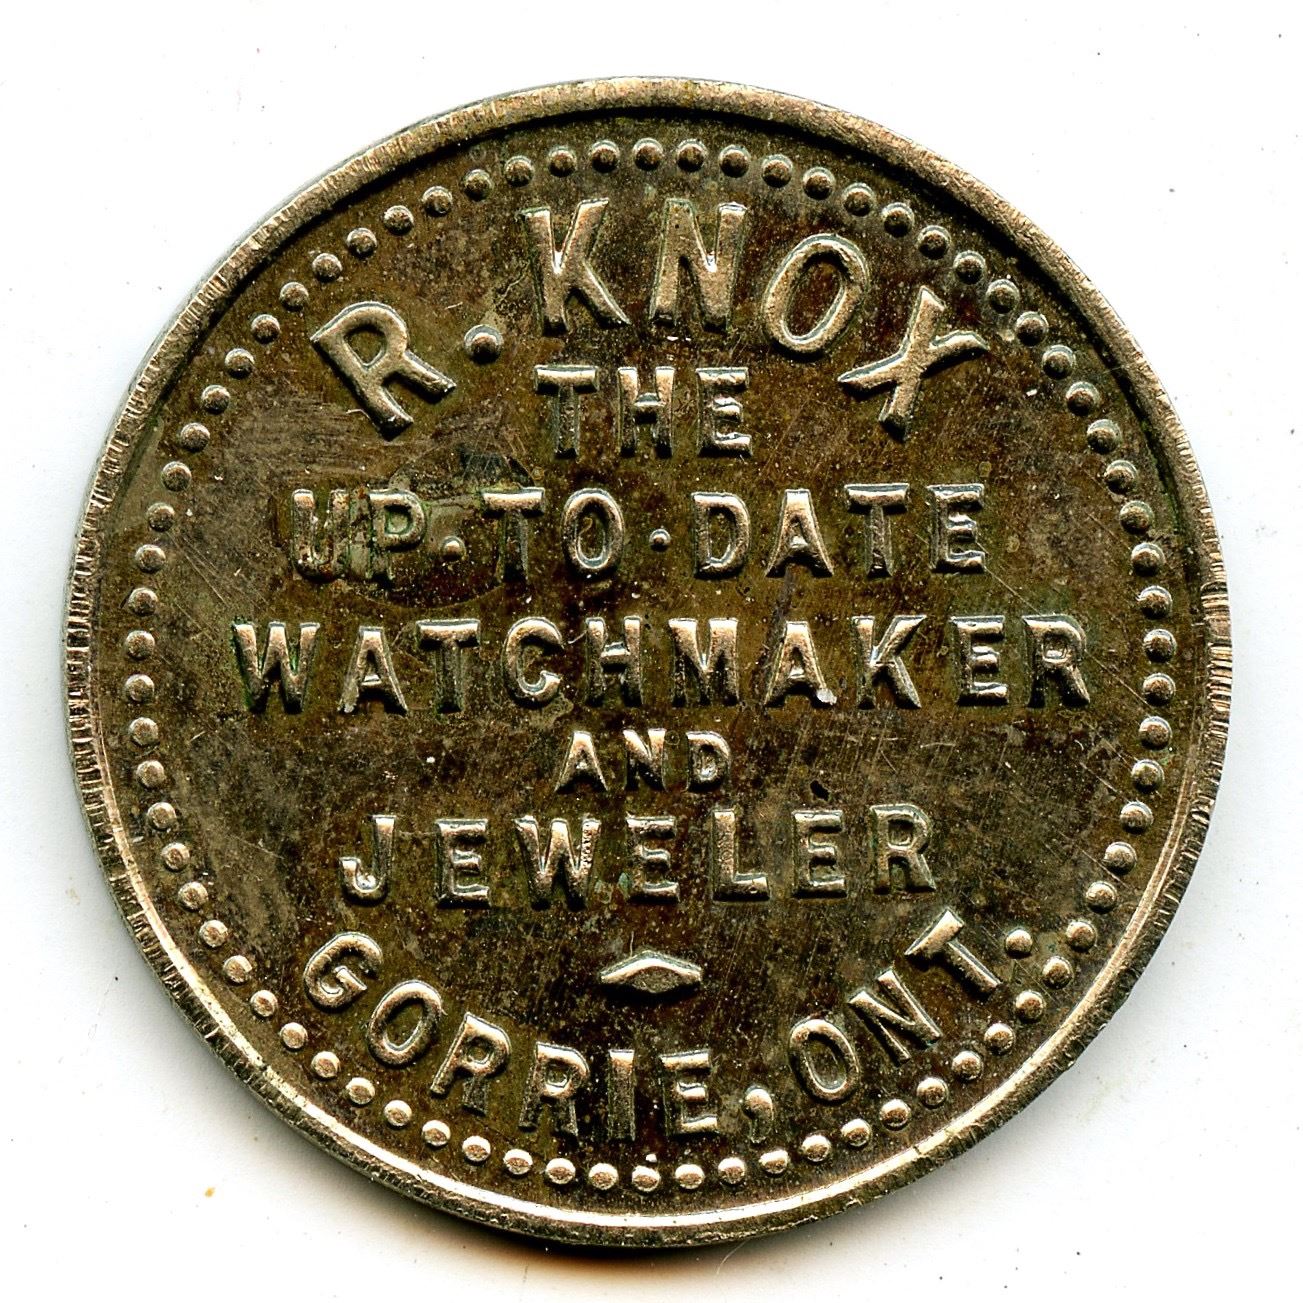 R. KNOX
THE
UP·TO·DATE
WATCHMAKER
AND
JEWELER
GORRIE, ONT.